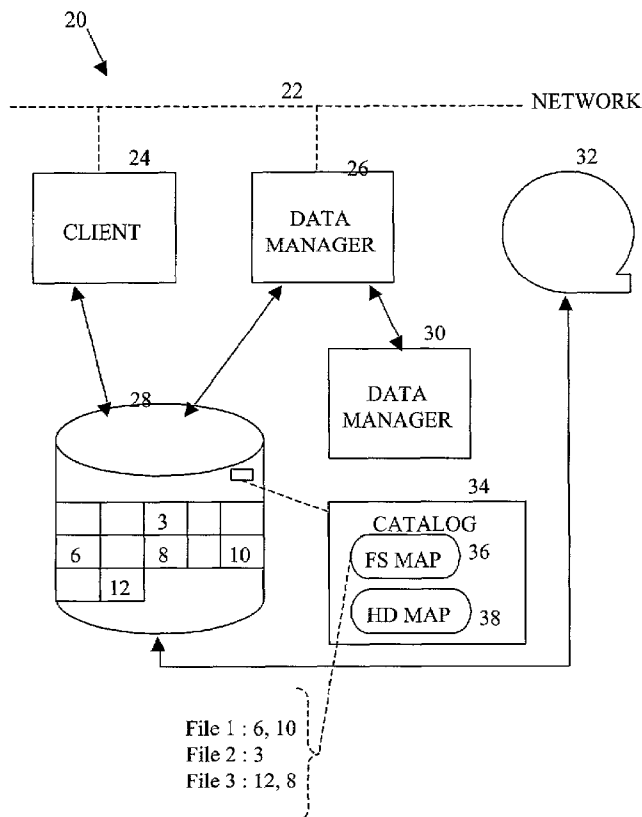 20
22
NETWORK
24
26
32
CLIENT
DATA
MANAGER
30
28
DATA
MANAGER
34
CATALOG
3
FS MAP 36
6 8 10
12
HD MAP 38
File 1 : 6, 10
File 2 : 3
File 3 : 12, 8